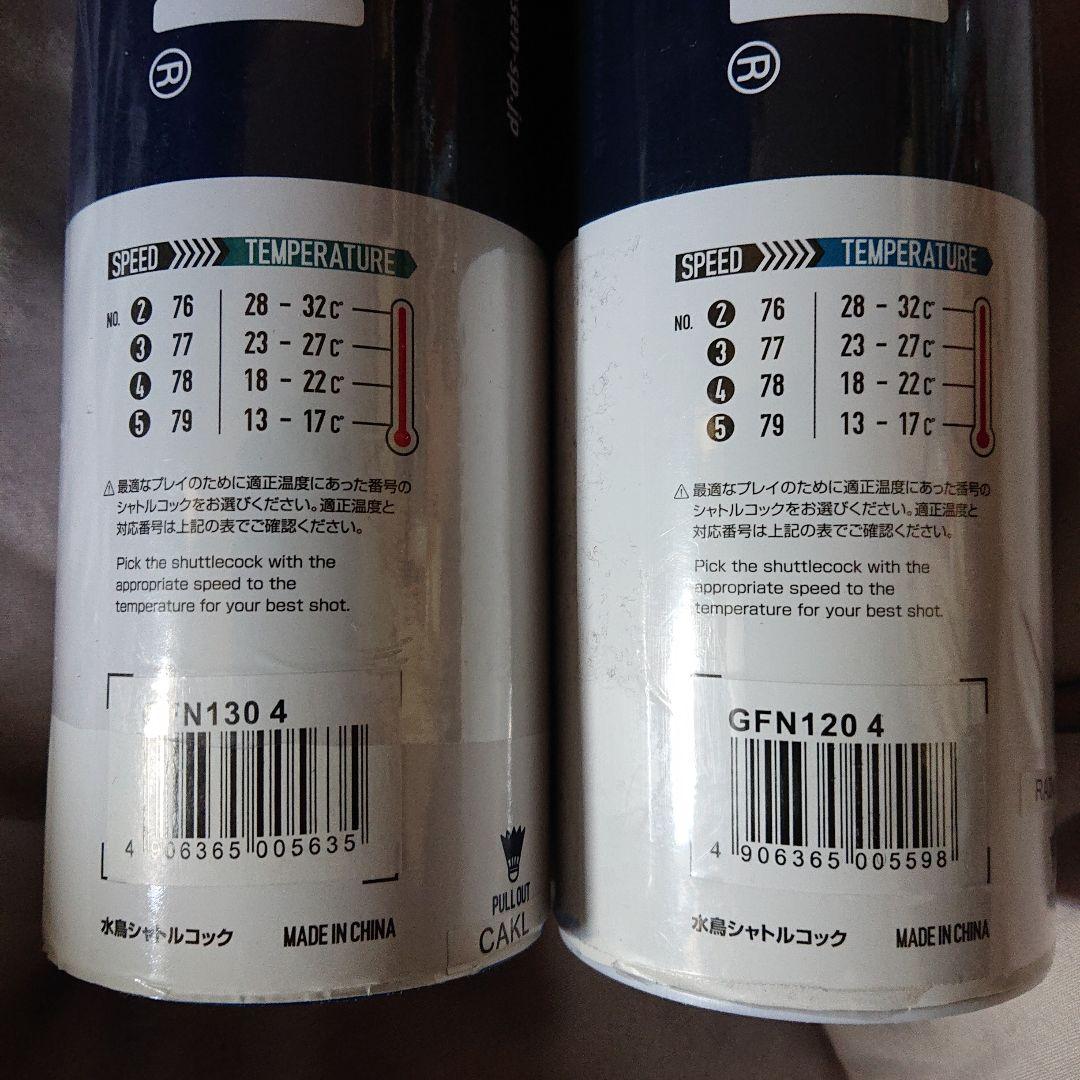 ®
SPEED TEMPERATURE
NO. 2 76 28 - 32C°
3 77 23 - 27C°
4 78 18 - 22C°
5 79 13 - 17C°
⚠最適なプレイのために適正温度にあった番号の
シャトルコックをお選びください。適正温度と
対応番号は上記の表でご確認ください。
Pick the shuttlecock with the
appropriate speed to the
temperature for your best shot.
GFN130 4
4 906365 005635
水鳥シャトルコック MADE IN CHINA
PULL OUT
CAKL
®
SPEED TEMPERATURE
NO. 2 76 28 - 32C°
3 77 23 - 27C°
4 78 18 - 22C°
5 79 13 - 17C°
⚠最適なプレイのために適正温度にあった番号の
シャトルコックをお選びください。適正温度と
対応番号は上記の表でご確認ください。
Pick the shuttlecock with the
appropriate speed to the
temperature for your best shot.
GFN120 4
4 906365 005598
水鳥シャトルコック MADE IN CHINA